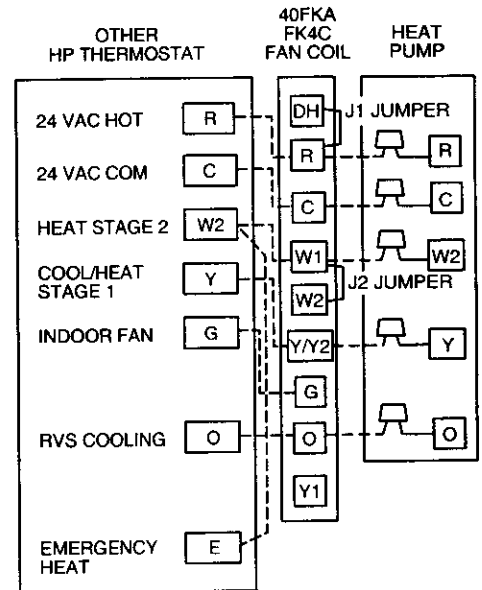 OTHER
HP THERMOSTAT
40FKA
FK4C
FAN COIL
HEAT
PUMP
24 VAC HOT
R
24 VAC COM
C
HEAT STAGE 2
W2
COOL/HEAT
STAGE 1
Y
INDOOR FAN
G
RVS COOLING
O
EMERGENCY
HEAT
E
DH
J1 JUMPER
R
C
W1
J2 JUMPER
W2
Y/Y2
G
O
Y1
R
C
W2
Y
O